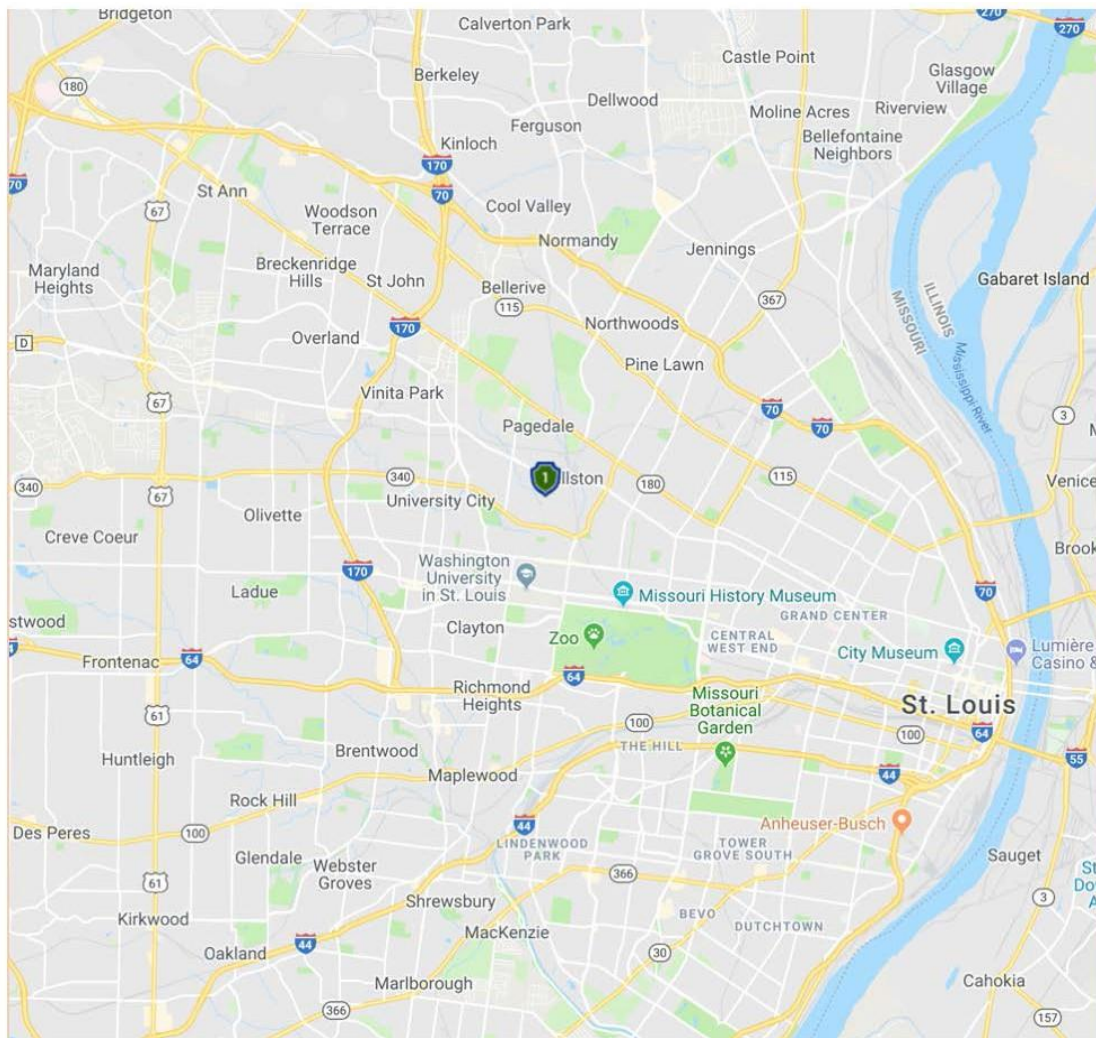 Bridgeton
Calverton Park
270
270
Castle Point
Berkeley
180
Glasgow
Village
Dellwood
Moline Acres
Riverview
Ferguson
Bellefontaine
Neighbors
Kinloch
170
70
70
St Ann
67
Woodson
Terrace
Cool Valley
Normandy
Jennings
Maryland
Heights
Breckenridge
Hills
St John
Bellerive
Gabaret Island
ILLINOIS
MISSOURI
367
115
170
Northwoods
Overland
D
Mississippi River
Pine Lawn
Vinita Park
67
70
70
3
Pagedale
1
llston
340
340
67
180
115
University City
Venice
Olivette
Creve Coeur
Brook
Washington
University
in St. Louis
170
Ladue
70
Missouri History Museum
GRAND CENTER
stwood
Clayton
Zoo
CENTRAL
WEST END
City Museum
Lumière
Casino &
Frontenac
64
64
Richmond
Heights
Missouri
Botanical
Garden
St. Louis
61
100
100
64
THE HILL
55
Huntleigh
Brentwood
Maplewood
44
Rock Hill
Des Peres
100
44
Anheuser-Busch
LINDENWOOD
PARK
TOWER
GROVE SOUTH
Sauget
Glendale
Webster
Groves
366
61
Shrewsbury
3
Kirkwood
BEVO
DUTCHTOWN
MacKenzie
Oakland
44
30
Marlborough
Cahokia
366
157